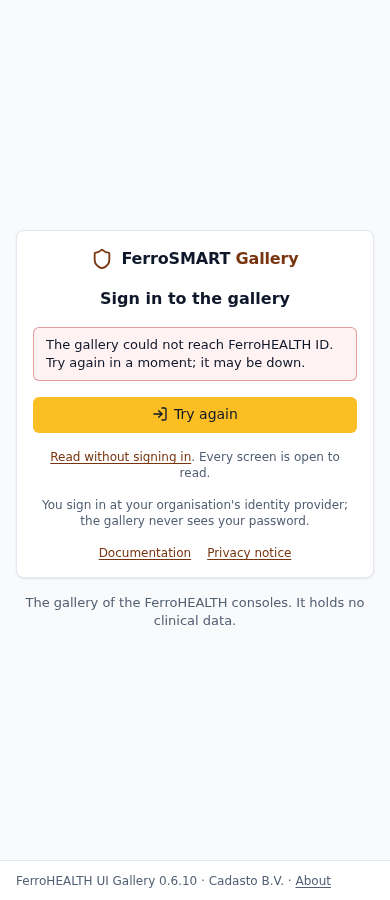 FerroSMART Gallery
Sign in to the gallery
The gallery could not reach FerroHEALTH ID.
Try again in a moment; it may be down.
Try again
Read without signing in. Every screen is open to
read.
You sign in at your organisation's identity provider;
the gallery never sees your password.
Documentation Privacy notice
The gallery of the FerroHEALTH consoles. It holds no
clinical data.
FerroHEALTH UI Gallery 0.6.10 · Cadasto B.V. · About